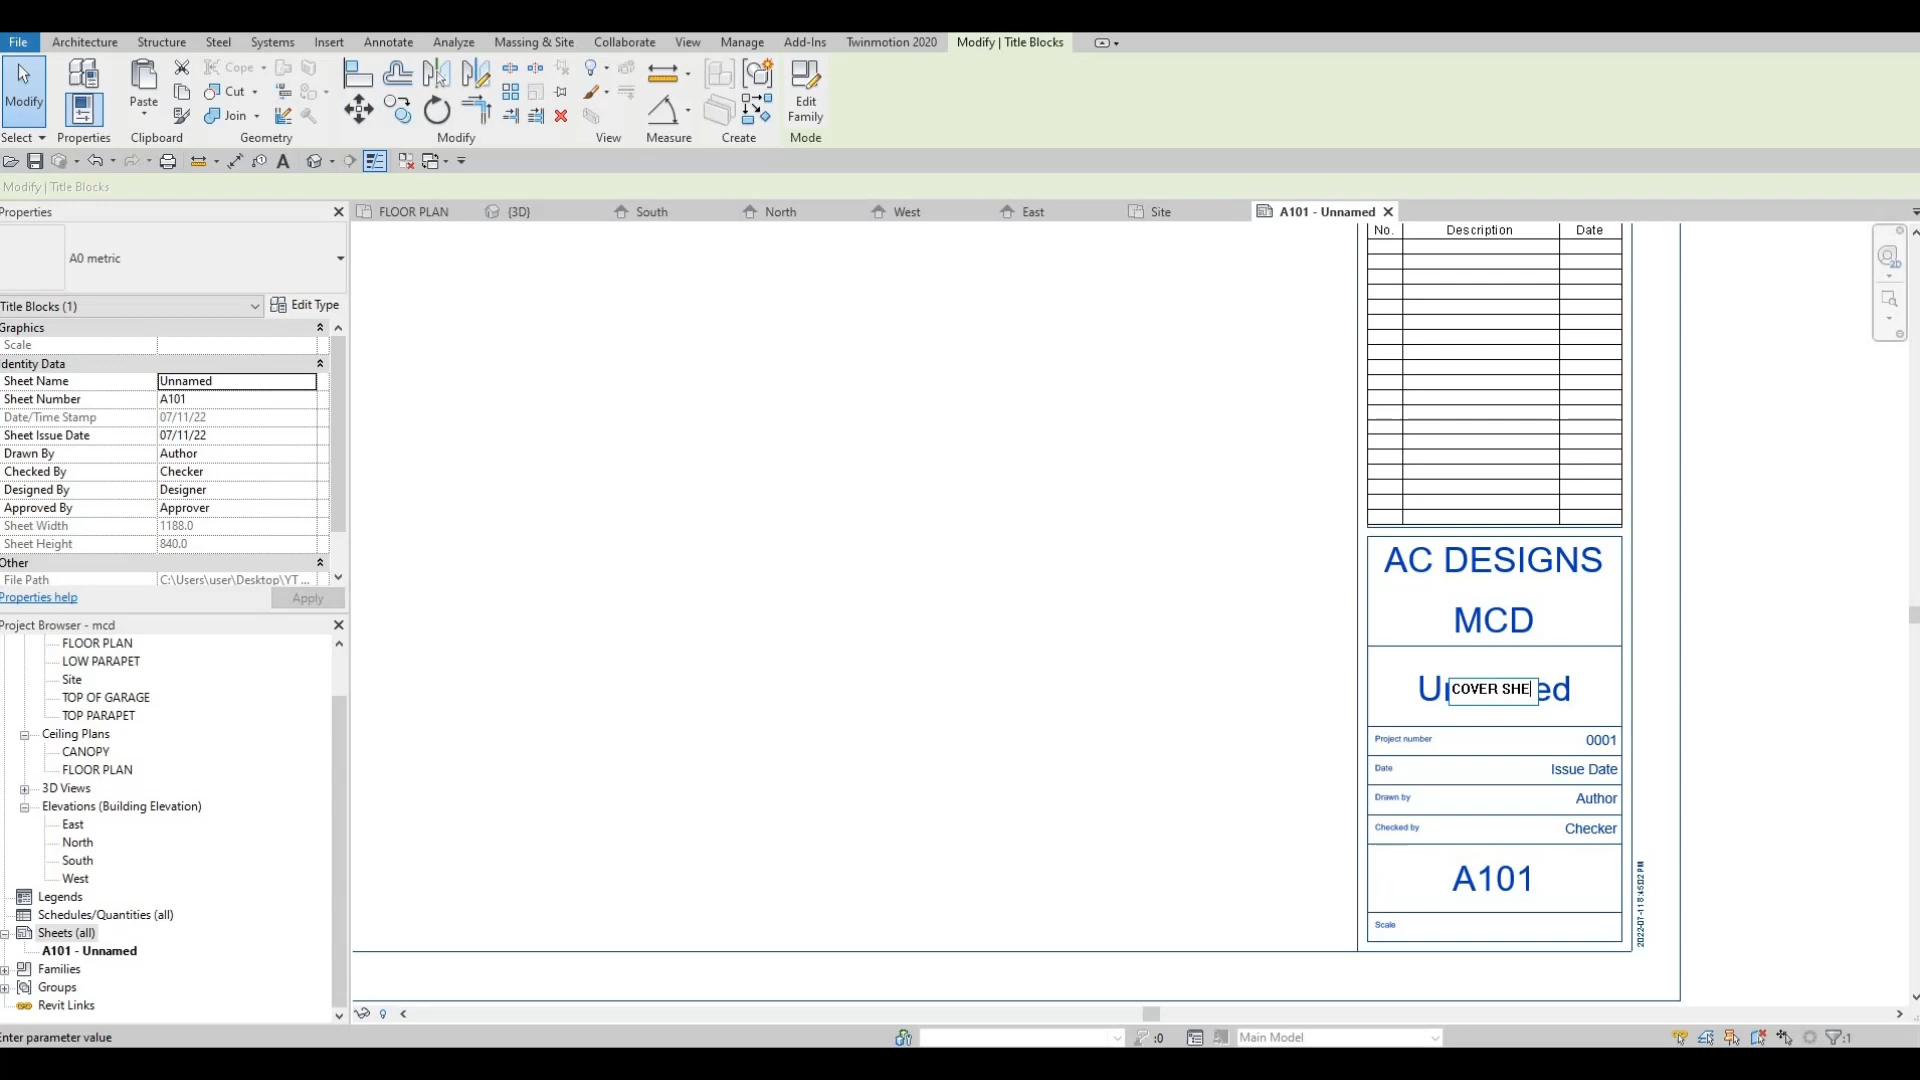 File Architecture Structure Steel Systems Insert Annotate Analyze Massing & Site Collaborate View Manage Add-Ins Twinmotion 2020 Modify | Title Blocks
Modify Paste Cope Cut Join Edit Family
Select Properties Clipboard Geometry Modify View Measure Create Mode
Modify | Title Blocks
Properties
FLOOR PLAN {3D} South North West East Site A101 - Unnamed
A0 metric
Title Blocks (1) Edit Type
Graphics
Scale
Identity Data
Sheet Name Unnamed
Sheet Number A101
Date/Time Stamp 07/11/22
Sheet Issue Date 07/11/22
Drawn By Author
Checked By Checker
Designed By Designer
Approved By Approver
Sheet Width 1188.0
Sheet Height 840.0
Other
File Path C:\Users\user\Desktop\YT ...
Properties help Apply
Project Browser - mcd
FLOOR PLAN
LOW PARAPET
Site
TOP OF GARAGE
TOP PARAPET
Ceiling Plans
CANOPY
FLOOR PLAN
3D Views
Elevations (Building Elevation)
East
North
South
West
Legends
Schedules/Quantities (all)
Sheets (all)
A101 - Unnamed
Families
Groups
Revit Links
No. Description Date
AC DESIGNS
MCD
COVER SHE
Project number 0001
Date Issue Date
Drawn by Author
Checked by Checker
A101
Scale
Enter parameter value :0 Main Model :1